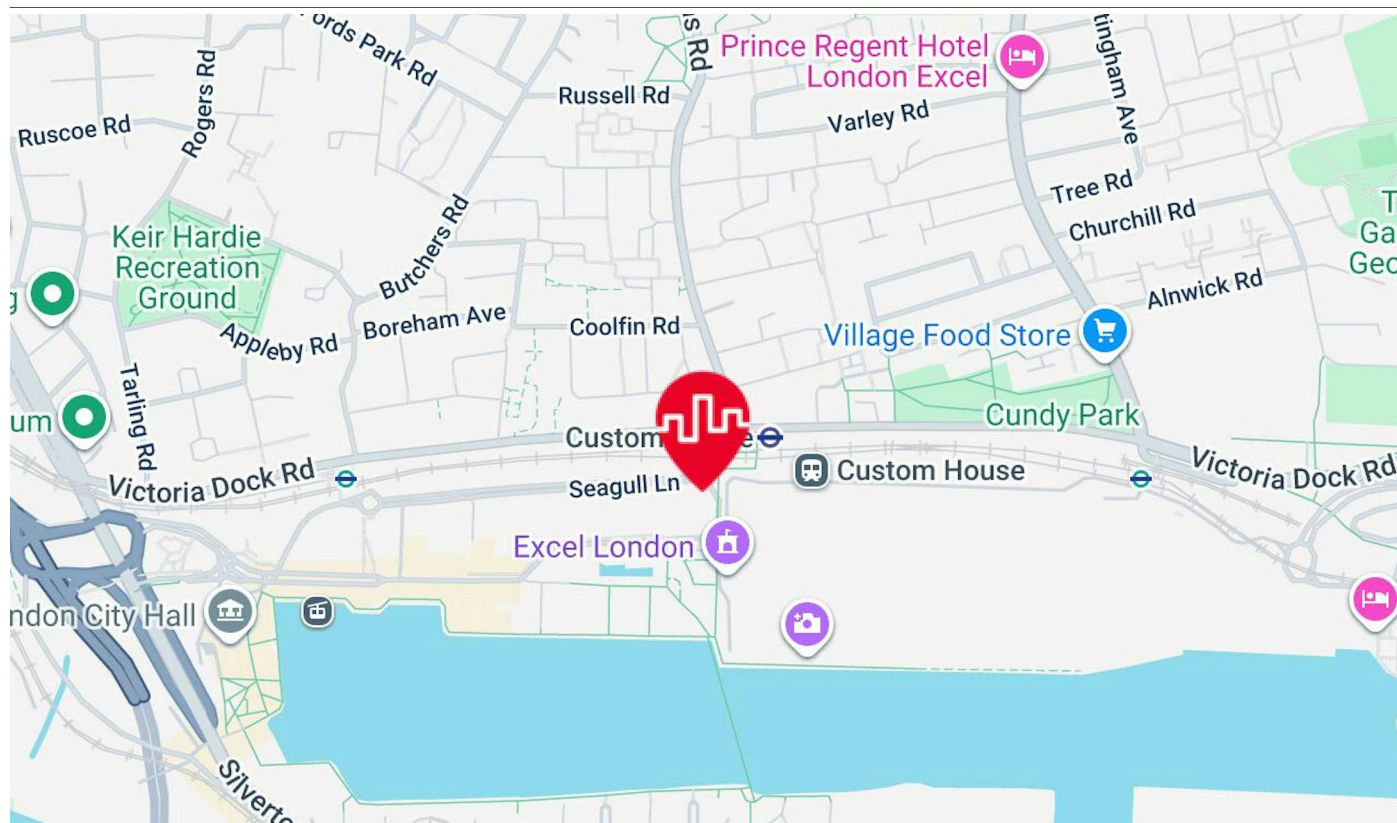 ords Park Rd
Rogers Rd
Ruscoe Rd
Russell Rd
Rd
Prince Regent Hotel
London Excel
Varley Rd
tingham Ave
Tree Rd
Churchill Rd
Alnwick Rd
Keir Hardie
Recreation
Ground
Butchers Rd
Boreham Ave
Appleby Rd
Coolfin Rd
Village Food Store
Cundy Park
Tarling Rd
um
Custom
e
Custom House
Victoria Dock Rd
Victoria Dock Rd
Seagull Ln
Excel London
ndon City Hall
Silverto